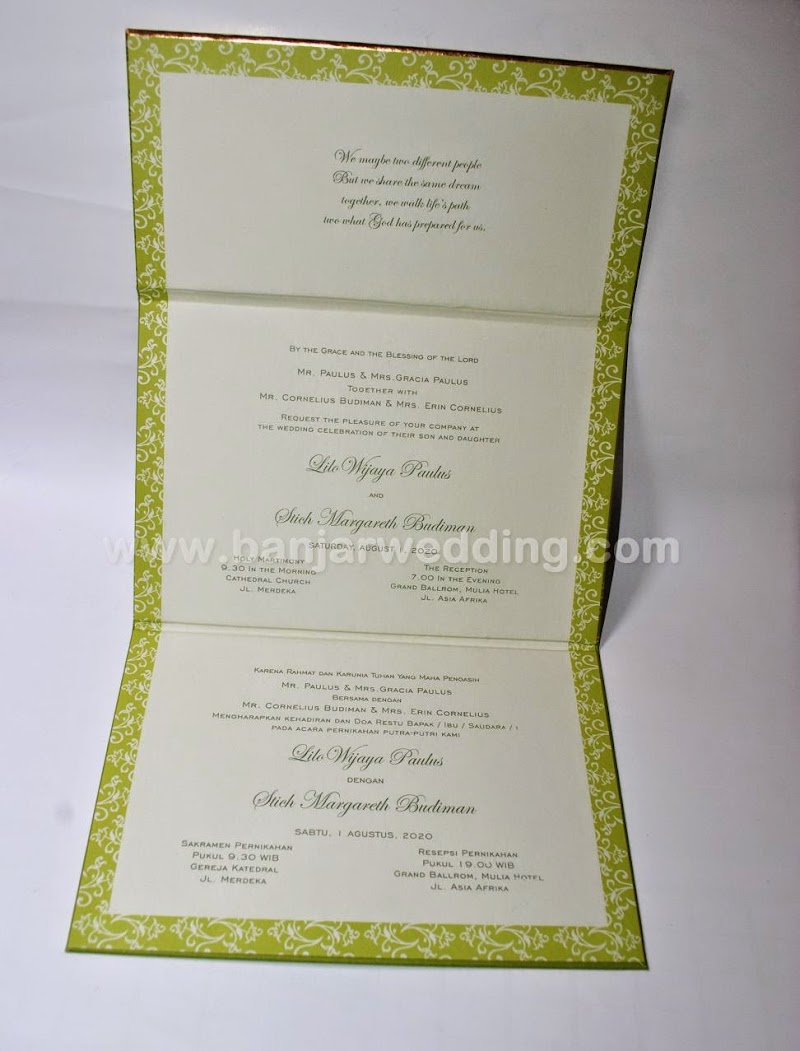 We maybe two different people
But we share the same dream
together, we walk life's path
two what God has prepared for us.
By the Grace and the Blessing of the Lord
Mr. Paulus & Mrs.Gracia Paulus
Together with
Mr. Cornelius Budiman & Mrs. Erin Cornelius
Request the pleasure of your company at
the wedding celebration of their son and daughter
Lilo Wijaya Paulus
and
Stich Margareth Budiman
Saturday, August 1, 2020
www.banjarwedding.com
Holy Martimony
9.30 In the Morning
Cathedral Church
Jl. Merdeka
The Reception
7.00 In the Evening
Grand Ballrom, Mulia Hotel
Jl. Asia Afrika
Karena Rahmat dan Karunia Tuhan Yang Maha Pengasih
Mr. Paulus & Mrs.Gracia Paulus
Bersama dengan
Mr. Cornelius Budiman & Mrs. Erin Cornelius
Mengharapkan kehadiran dan Doa Restu Bapak / Ibu / Saudara / i
pada acara pernikahan putra-putri kami
Lilo Wijaya Paulus
dengan
Stich Margareth Budiman
Sabtu, 1 Agustus, 2020
Sakramen Pernikahan
Pukul 9.30 WIB
Gereja Katedral
Jl. Merdeka
Resepsi Pernikahan
Pukul 19.00 WIB
Grand Ballrom, Mulia Hotel
Jl. Asia Afrika